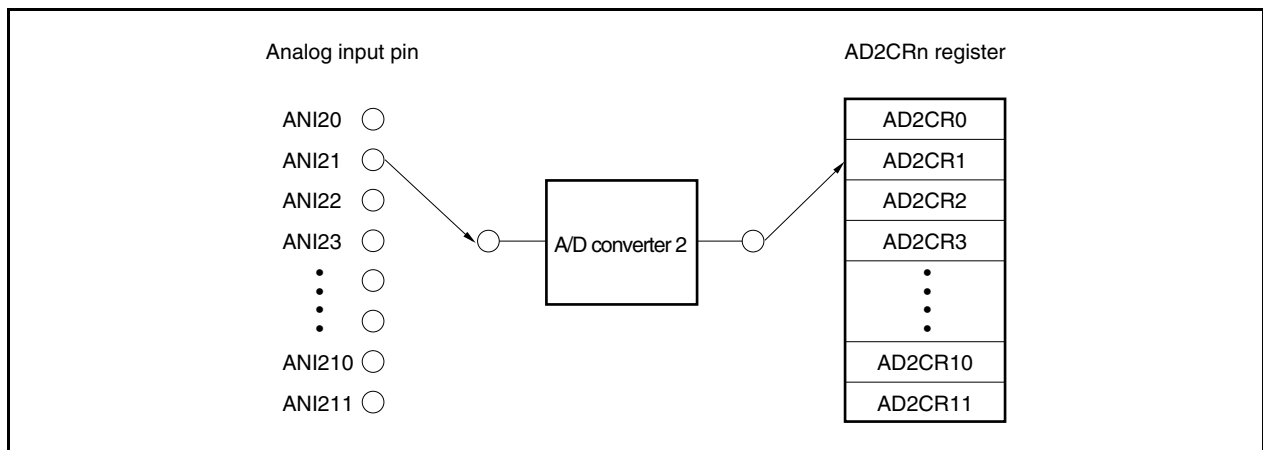 Analog input pin
AD2CRn register
ANI20
ANI21
ANI22
ANI23
ANI210
ANI211
A/D converter 2
AD2CR0
AD2CR1
AD2CR2
AD2CR3
AD2CR10
AD2CR11